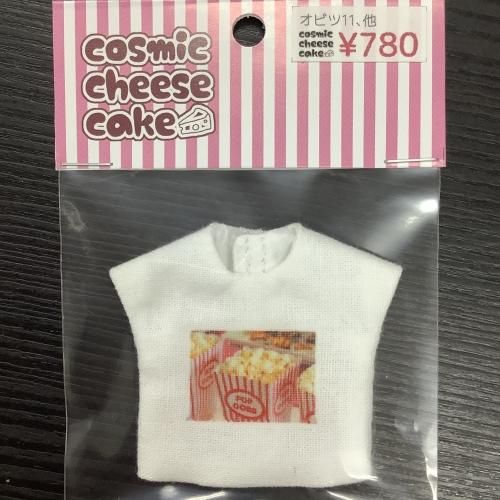 cosmic
cheese
cake
オビツ11、他
cosmic
cheese
cake
¥780
POP
CORN